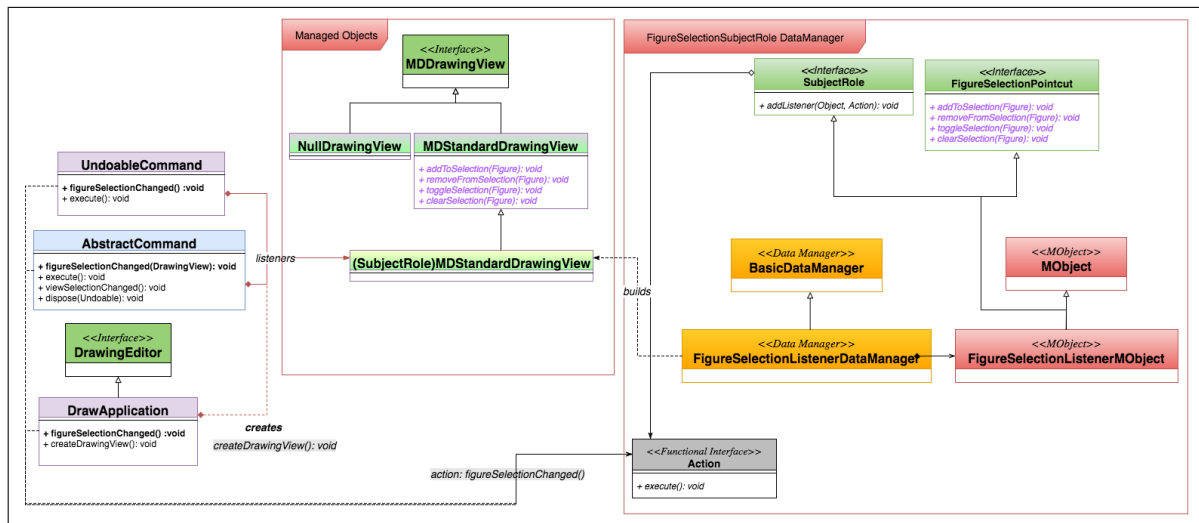 Managed Objects
<<Interface>>
MDDrawingView
NullDrawingView
MDStandardDrawingView
+ addToSelection(Figure): void
+ removeFromSelection(Figure): void
+ toggleSelection(Figure): void
+ clearSelection(Figure): void
(SubjectRole)MDStandardDrawingView
UndoableCommand
+ figureSelectionChanged() :void
+ execute(): void
AbstractCommand
+ figureSelectionChanged(DrawingView): void
+ execute(): void
+ viewSelectionChanged(): void
+ dispose(Undoable): void
listeners
<<Interface>>
DrawingEditor
DrawApplication
+ figureSelectionChanged() :void
+ createDrawingView(): void
creates
createDrawingView(): void
FigureSelectionSubjectRole DataManager
<<Interface>>
SubjectRole
+ addListener(Object, Action): void
<<Interface>>
FigureSelectionPointcut
+ addToSelection(Figure): void
+ removeFromSelection(Figure): void
+ toggleSelection(Figure): void
+ clearSelection(Figure): void
<<Data Manager>>
BasicDataManager
<<MObject>>
MObject
builds
<<Data Manager>>
FigureSelectionListenerDataManager
<<MObject>>
FigureSelectionListenerMObject
action: figureSelectionChanged()
<<Functional Interface>>
Action
+ execute(): void